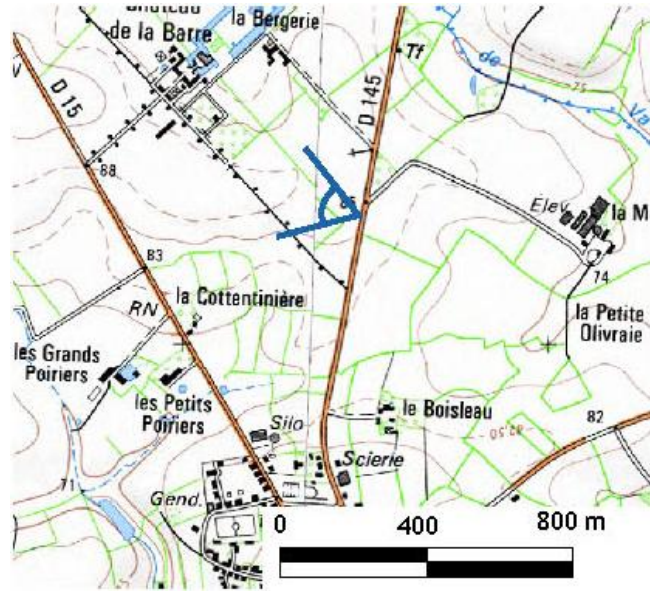 la Bergerie
de la Barre
Tf
de
Va
D 15
D 145
75
88
Elev
la M
83
74
RN
la Cottentinière
la Petite
Olivraie
les Grands
Poiriers
les Petits
Poiriers
le Boisleau
Silo
82
Scierie
71
Gend.
0 400 800 m